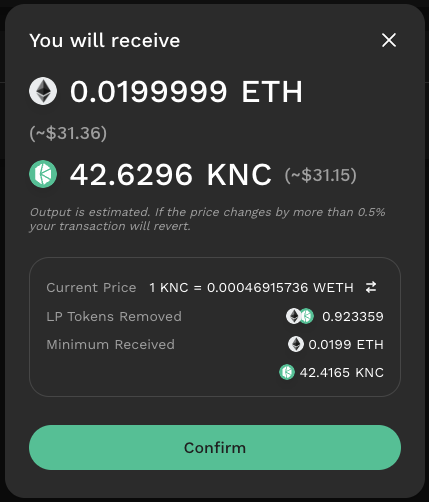 You will receive
0.0199999 ETH
(~$31.36)
42.6296 KNC (~$31.15)
Output is estimated. If the price changes by more than 0.5%
your transaction will revert.
Current Price 1 KNC = 0.00046915736 WETH
LP Tokens Removed 0.923359
Minimum Received 0.0199 ETH
42.4165 KNC
Confirm